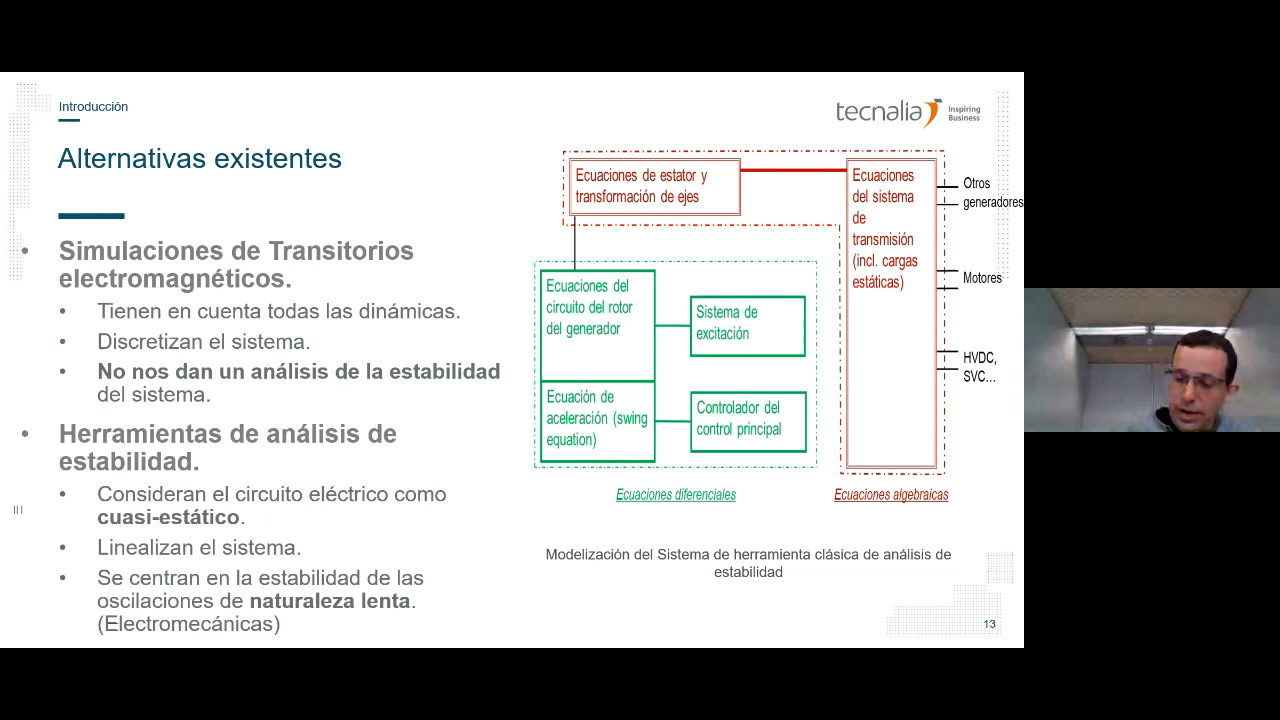 Introducción
tecnalia Inspiring
Business
Alternativas existentes
• Simulaciones de Transitorios
electromagnéticos.
• Tienen en cuenta todas las dinámicas.
• Discretizan el sistema.
• No nos dan un análisis de la estabilidad
del sistema.
• Herramientas de análisis de
estabilidad.
• Consideran el circuito eléctrico como
cuasi-estático.
• Linealizan el sistema.
• Se centran en la estabilidad de las
oscilaciones de naturaleza lenta.
(Electromecánicas)
Ecuaciones de estator y
transformación de ejes
Ecuaciones
del sistema
de
transmisión
(incl. cargas
estáticas)
Otros
generadores
Motores
HVDC,
SVC...
Ecuaciones del
circuito del rotor
del generador
Sistema de
excitación
Ecuación de
aceleración (swing
equation)
Controlador del
control principal
Ecuaciones diferenciales
Ecuaciones algebraicas
Modelización del Sistema de herramienta clásica de análisis de
estabilidad
13